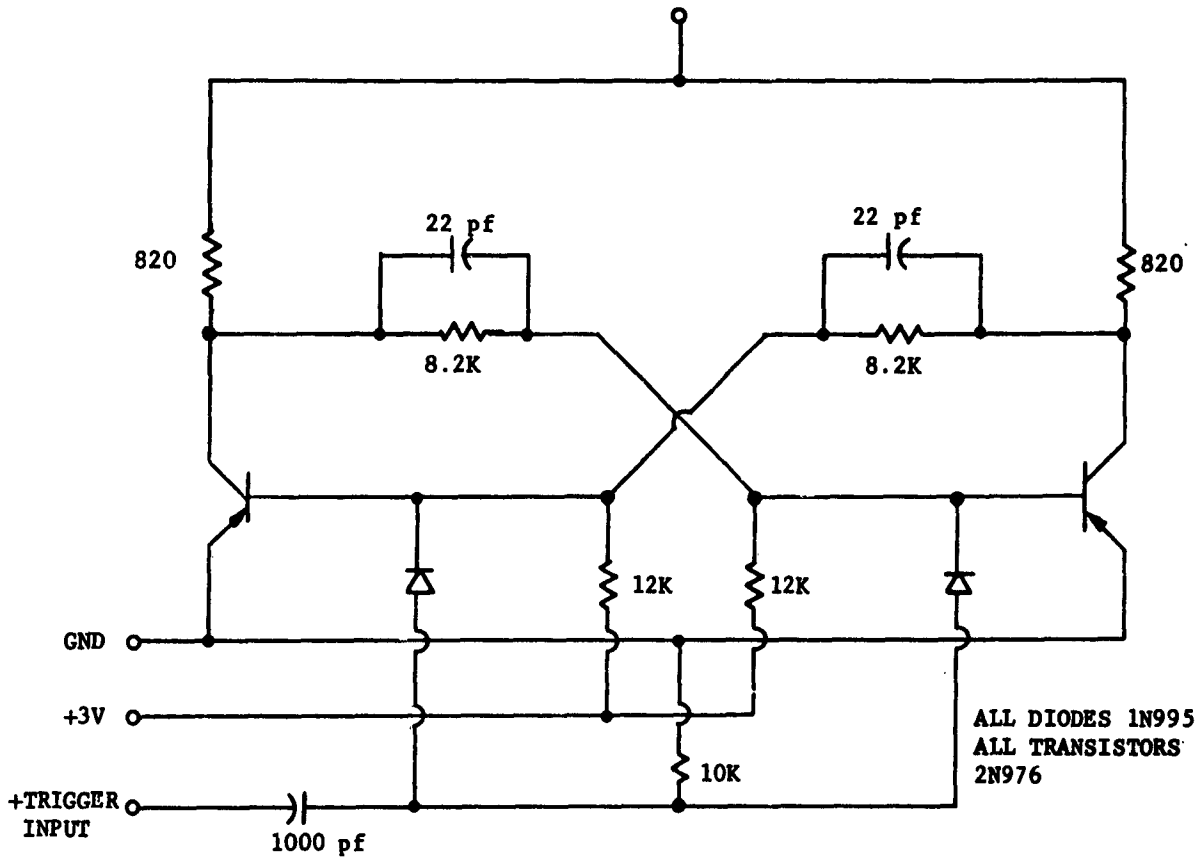 22 pf
22 pf
820
820
8.2K
8.2K
12K
12K
GND
+3V
ALL DIODES 1N995
ALL TRANSISTORS
2N976
10K
+TRIGGER
INPUT
1000 pf